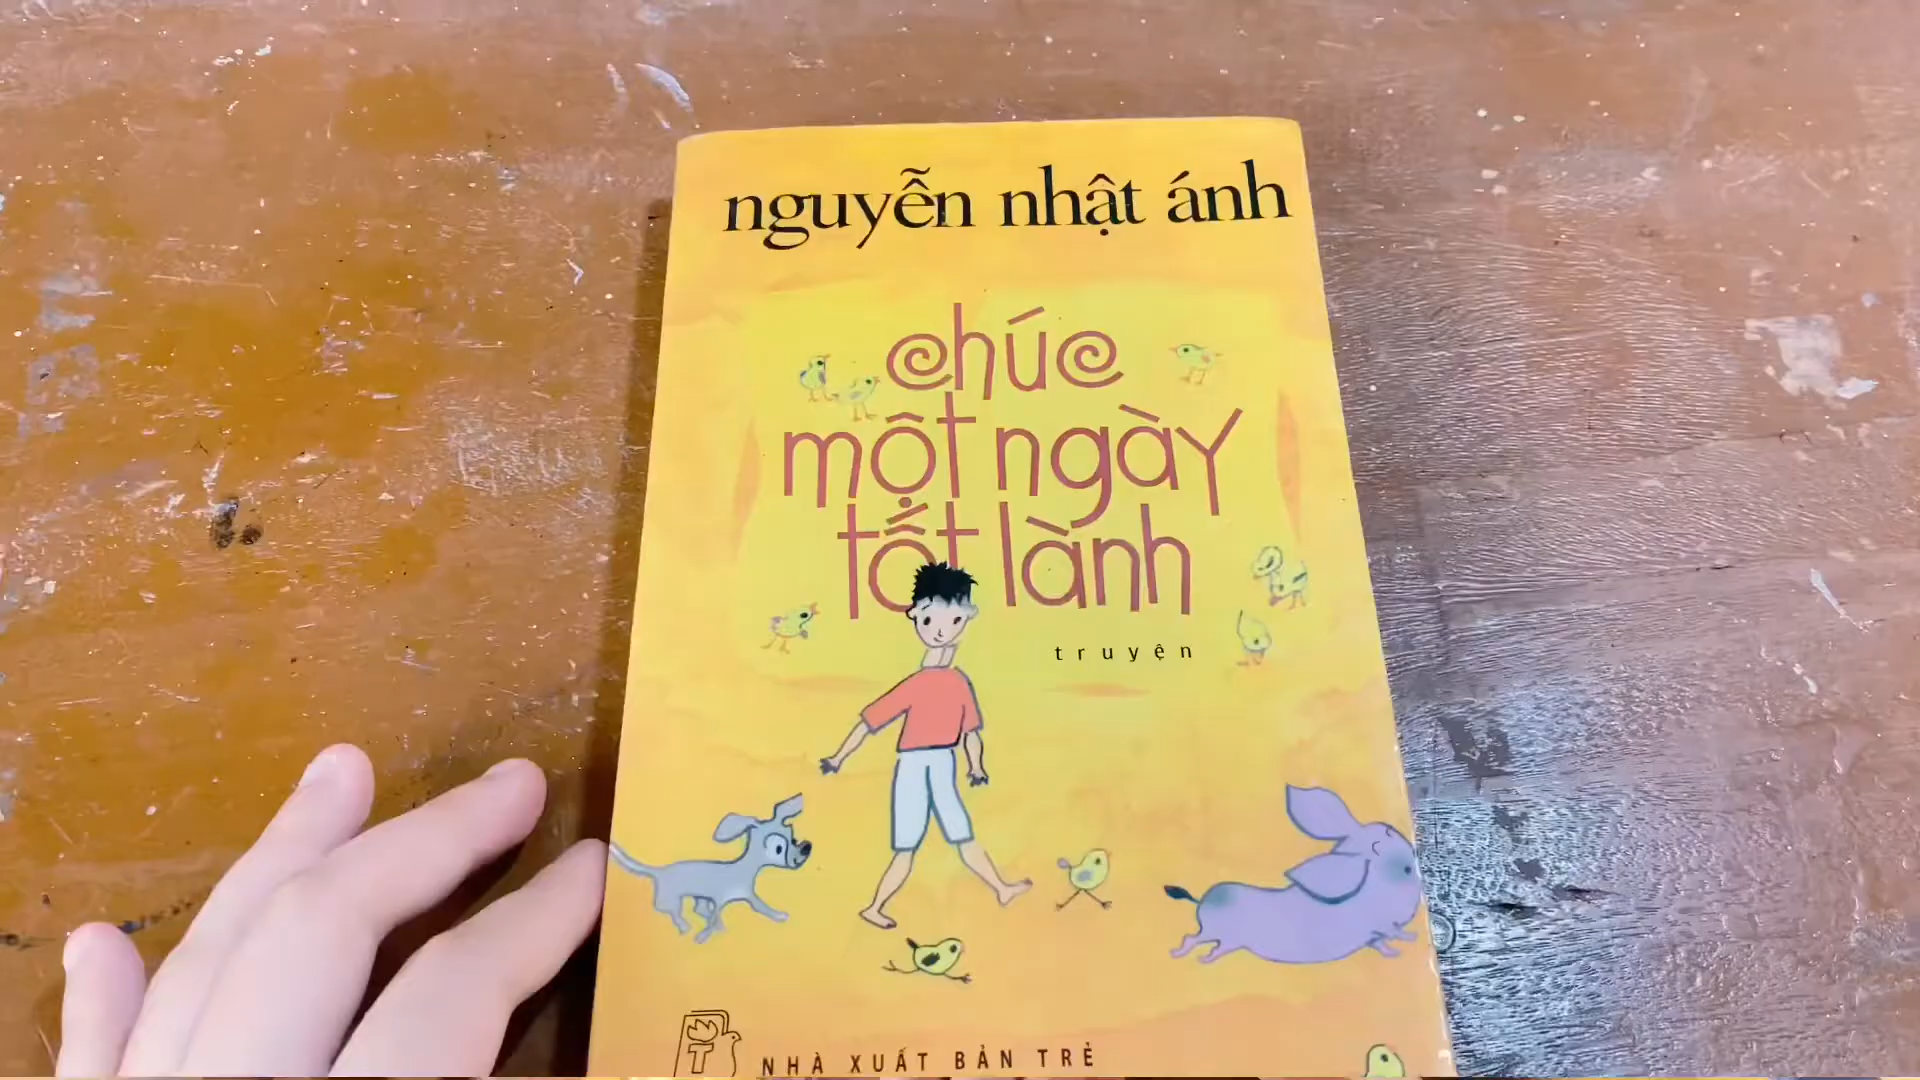 nguyễn nhật ánh
chúc
một ngày
tốt lành
truyện
T
NHÀ XUẤT BẢN TRẺ